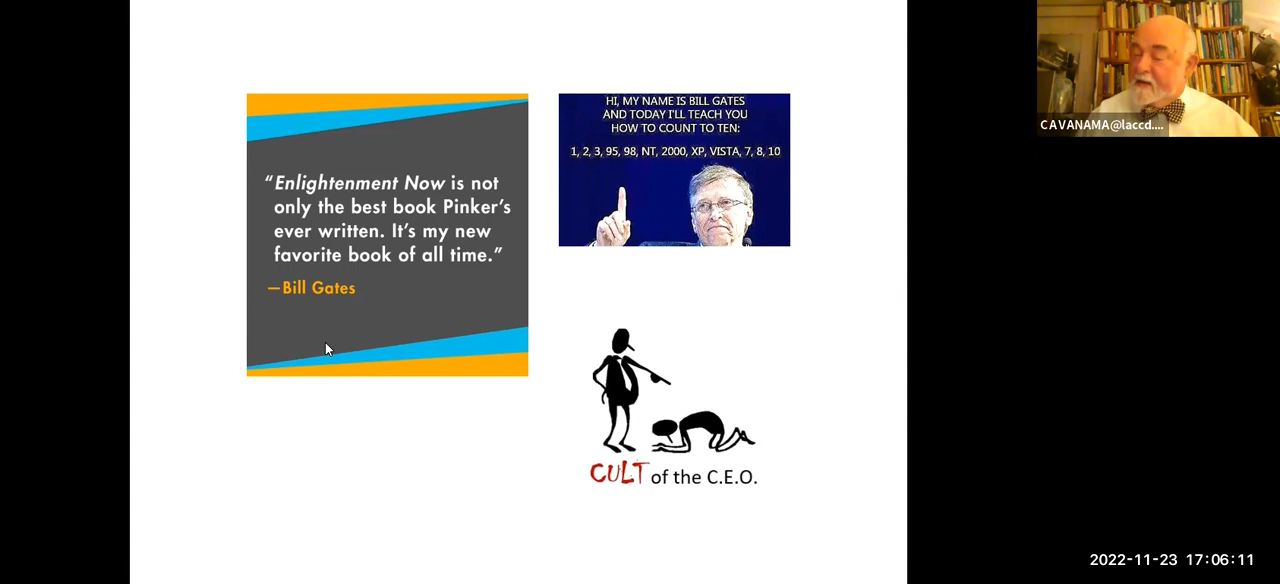 “Enlightenment Now is not
only the best book Pinker’s
ever written. It’s my new
favorite book of all time.”
—Bill Gates
HI, MY NAME IS BILL GATES
AND TODAY I'LL TEACH YOU
HOW TO COUNT TO TEN:
1, 2, 3, 95, 98, NT, 2000, XP, VISTA, 7, 8, 10
CULT of the C.E.O.
CAVANAMA@laccd....
2022-11-23 17:06:11